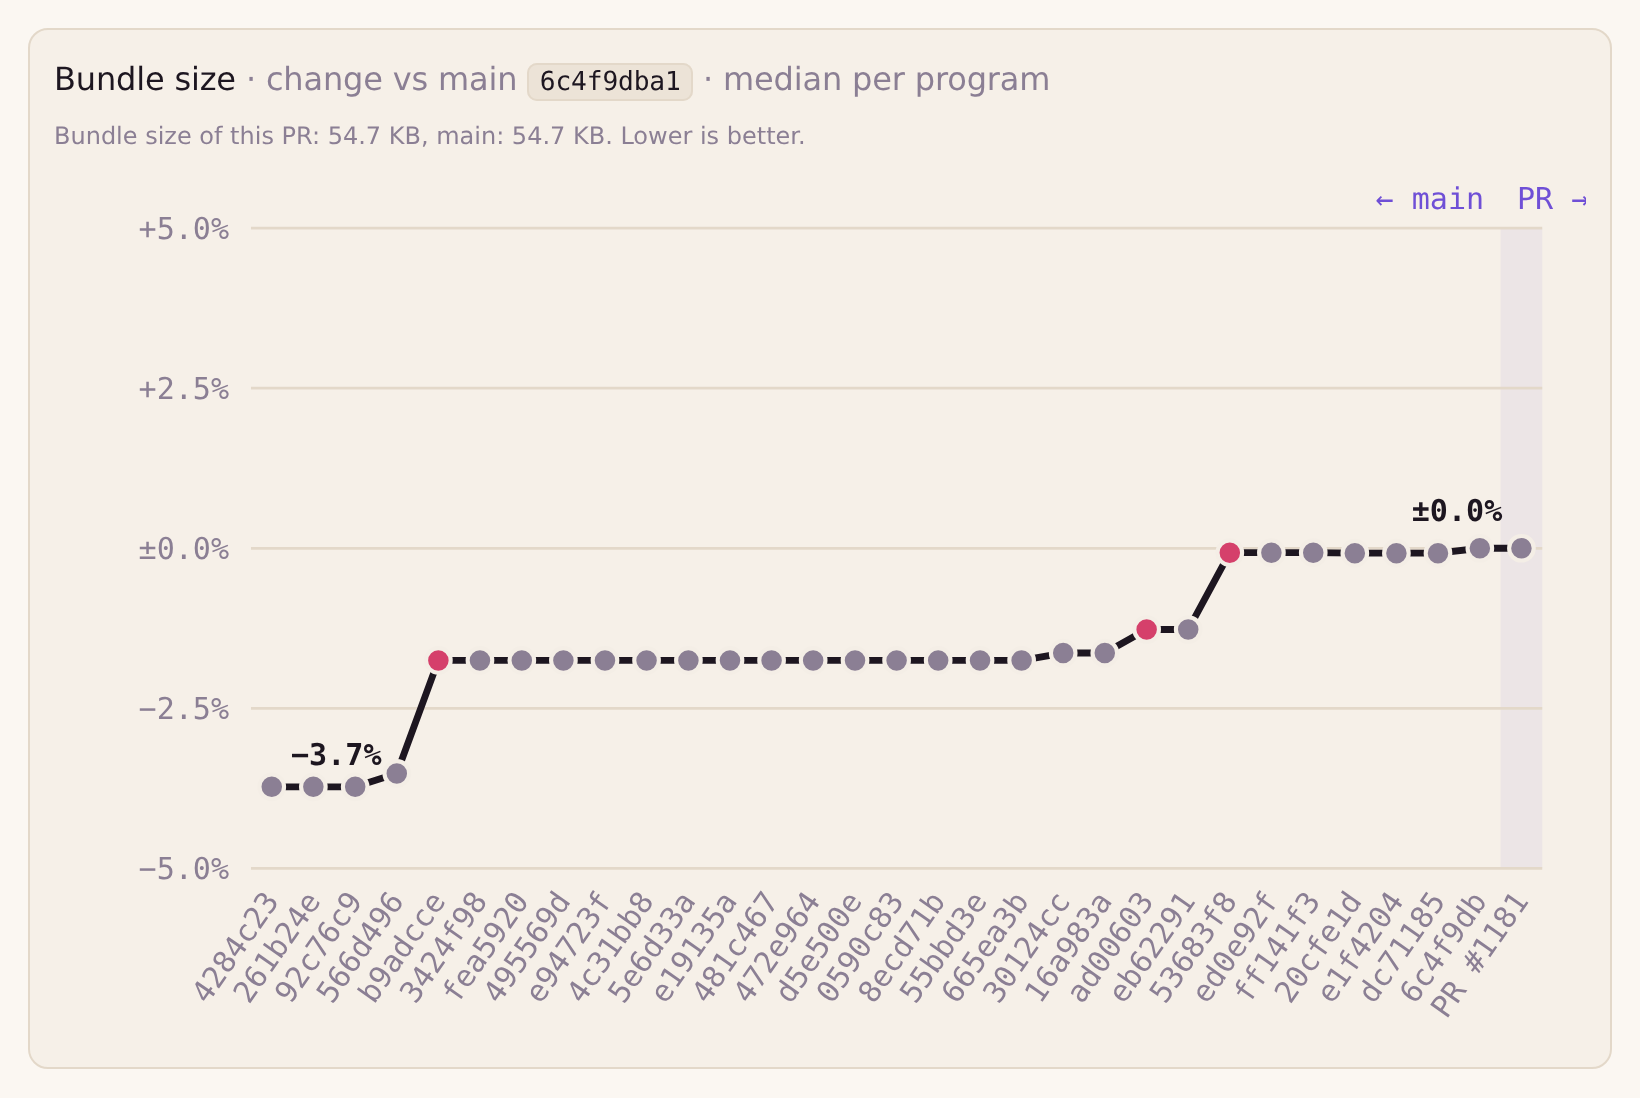 Bundle size · change vs main 6c4f9dba1 · median per program
Bundle size of this PR: 54.7 KB, main: 54.7 KB. Lower is better.
← main PR →
+5.0%
+2.5%
±0.0%
−2.5%
−5.0%
−3.7%
±0.0%
4284c23
261b24e
92c76c9
566d496
b9adcce
3424f98
fea5920
495569d
e94723f
4c31bb8
5e6d33a
e19135a
481c467
472e964
d5e500e
0590c83
8ecd71b
55bbd3e
665ea3b
30124cc
16a983a
ad00603
eb62291
53683f8
ed0e92f
ff141f3
20cfe1d
e1f4204
dc71185
6c4f9db
PR #1181